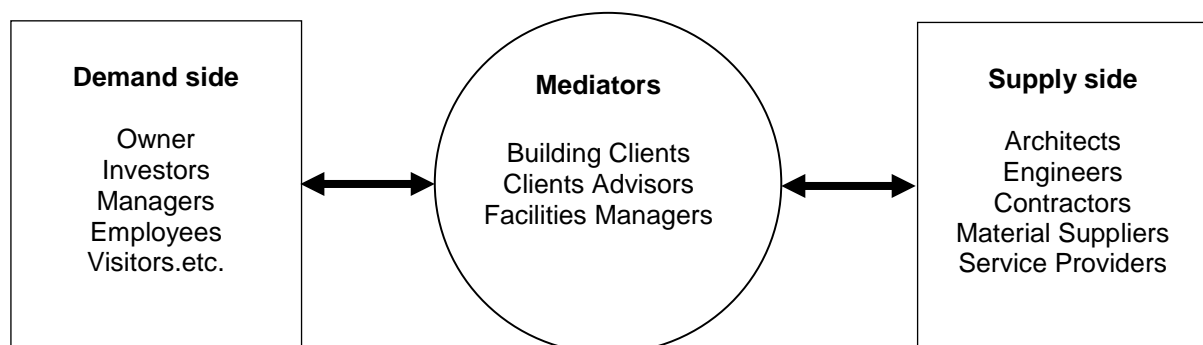 Demand side
Owner
Investors
Managers
Employees
Visitors.etc.
Mediators
Building Clients
Clients Advisors
Facilities Managers
Supply side
Architects
Engineers
Contractors
Material Suppliers
Service Providers